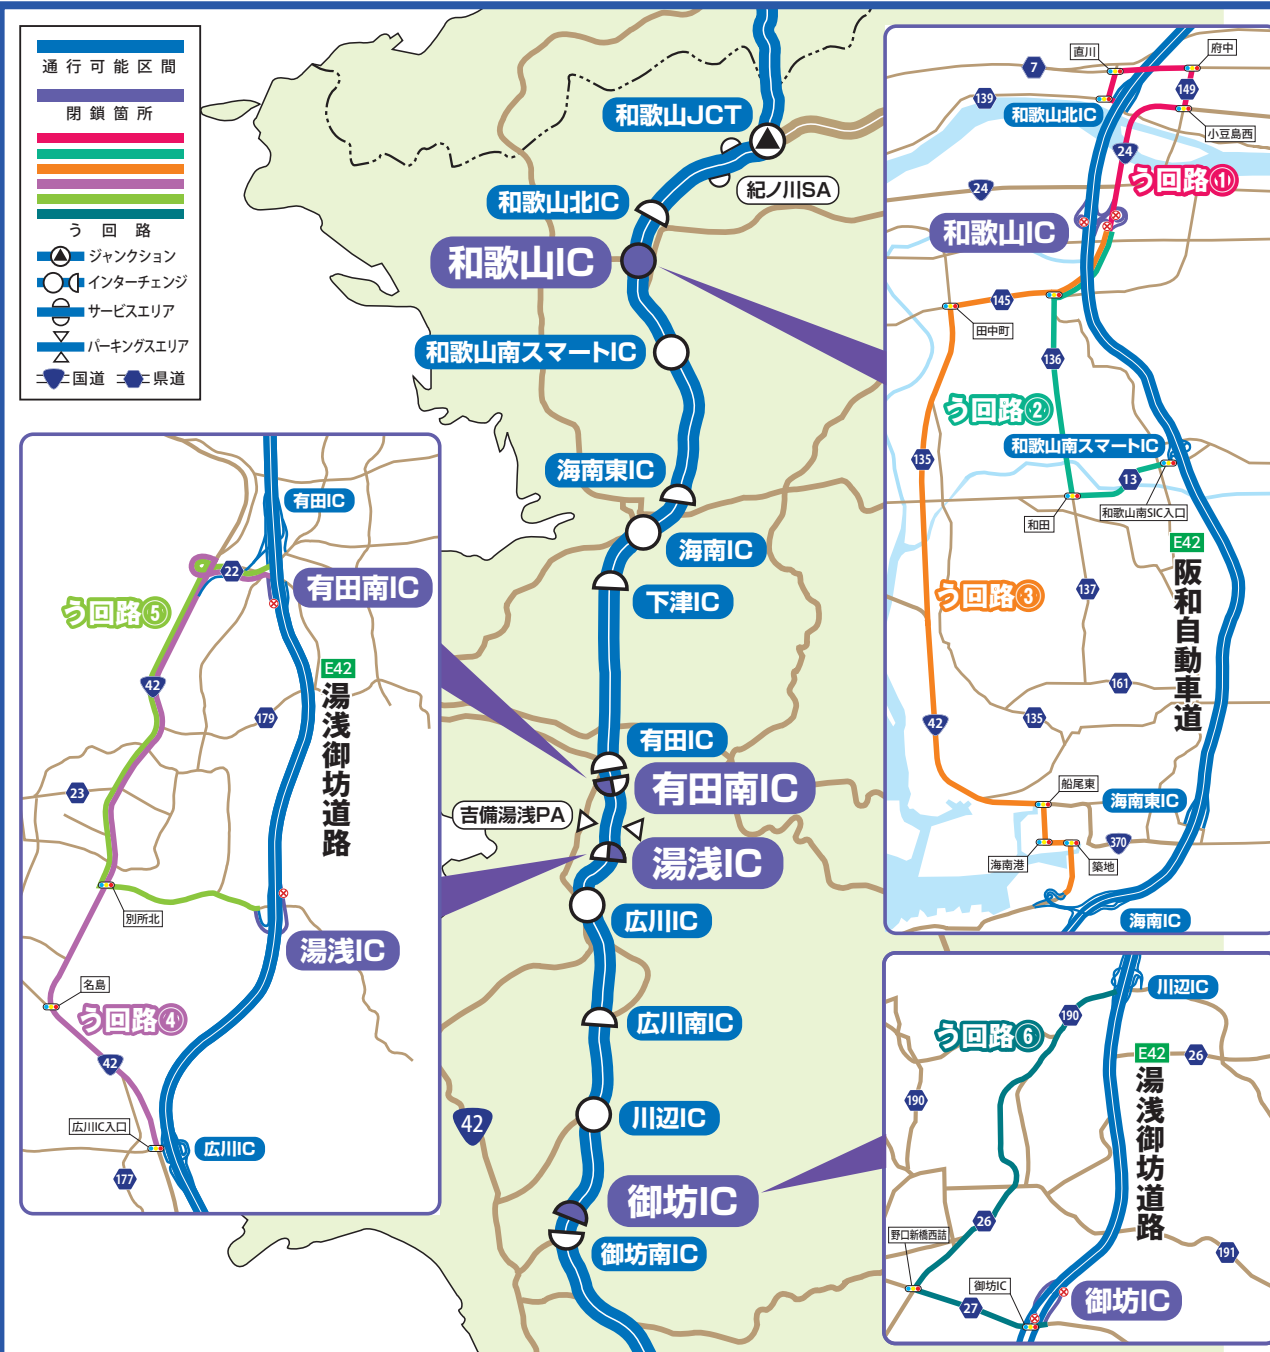 通行可能区間
閉鎖箇所
う回路
ジャンクション
インターチェンジ
サービスエリア
パーキングスエリア
国道
県道
和歌山JCT
紀ノ川SA
和歌山北IC
和歌山IC
和歌山南スマートIC
海南東IC
海南IC
下津IC
有田IC
有田南IC
吉備湯浅PA
湯浅IC
広川IC
広川南IC
川辺IC
42
御坊IC
御坊南IC
直川
府中
7
139
149
和歌山北IC
小豆島西
24
う回路①
24
和歌山IC
145
田中町
136
う回路②
和歌山南スマートIC
135
13
和田
和歌山南SIC入口
E42
阪和自動車道
う回路③
137
161
135
42
船尾東
海南東IC
370
海南港
築地
海南IC
有田IC
22
有田南IC
う回路⑤
E42
湯浅御坊道路
42
179
23
別所北
湯浅IC
名島
う回路④
42
広川IC入口
広川IC
177
川辺IC
190
う回路⑥
E42
湯浅御坊道路
26
190
26
野口新橋西詰
191
御坊IC
27
御坊IC